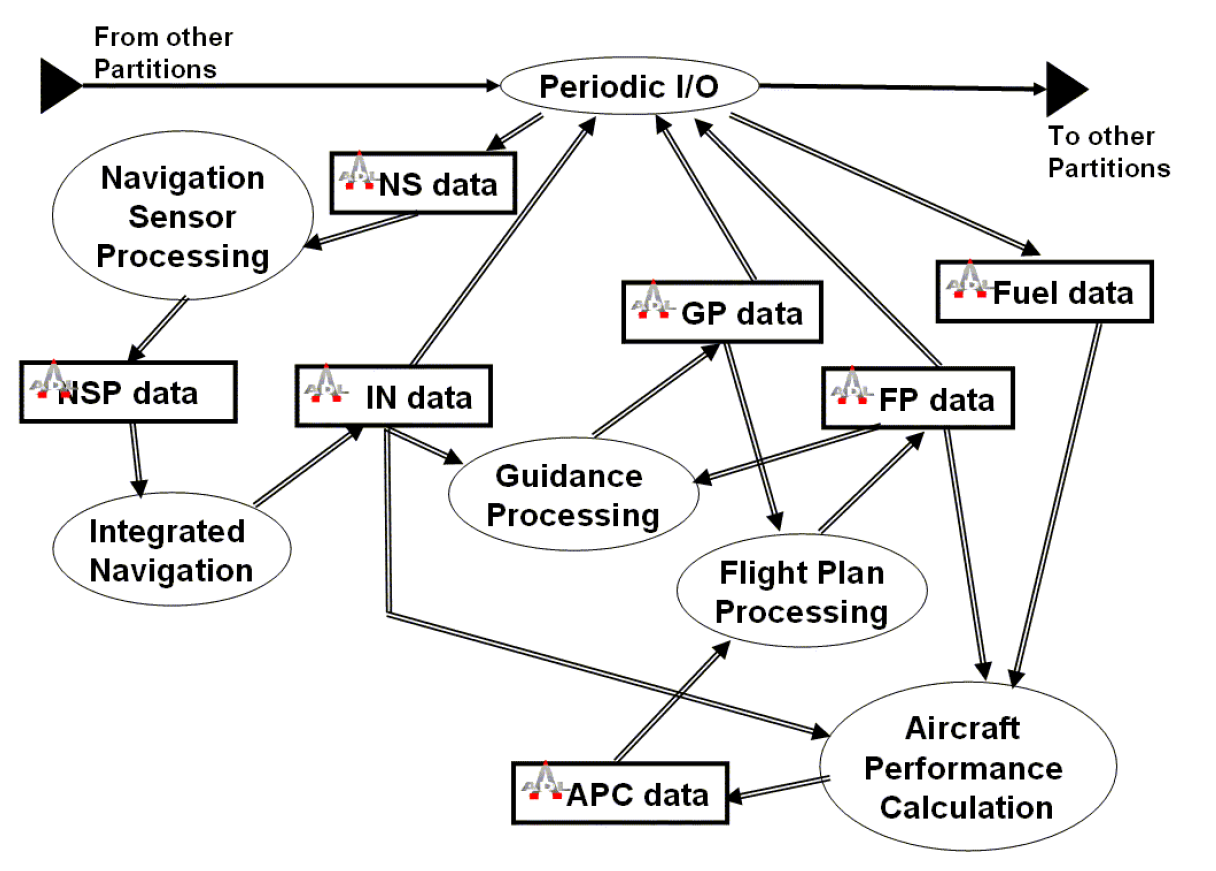 From other
Partitions
Periodic I/O
To other
Partitions
Navigation
Sensor
Processing
NS data
GP data
Fuel data
NSP data
IN data
FP data
Guidance
Processing
Integrated
Navigation
Flight Plan
Processing
Aircraft
Performance
Calculation
APC data